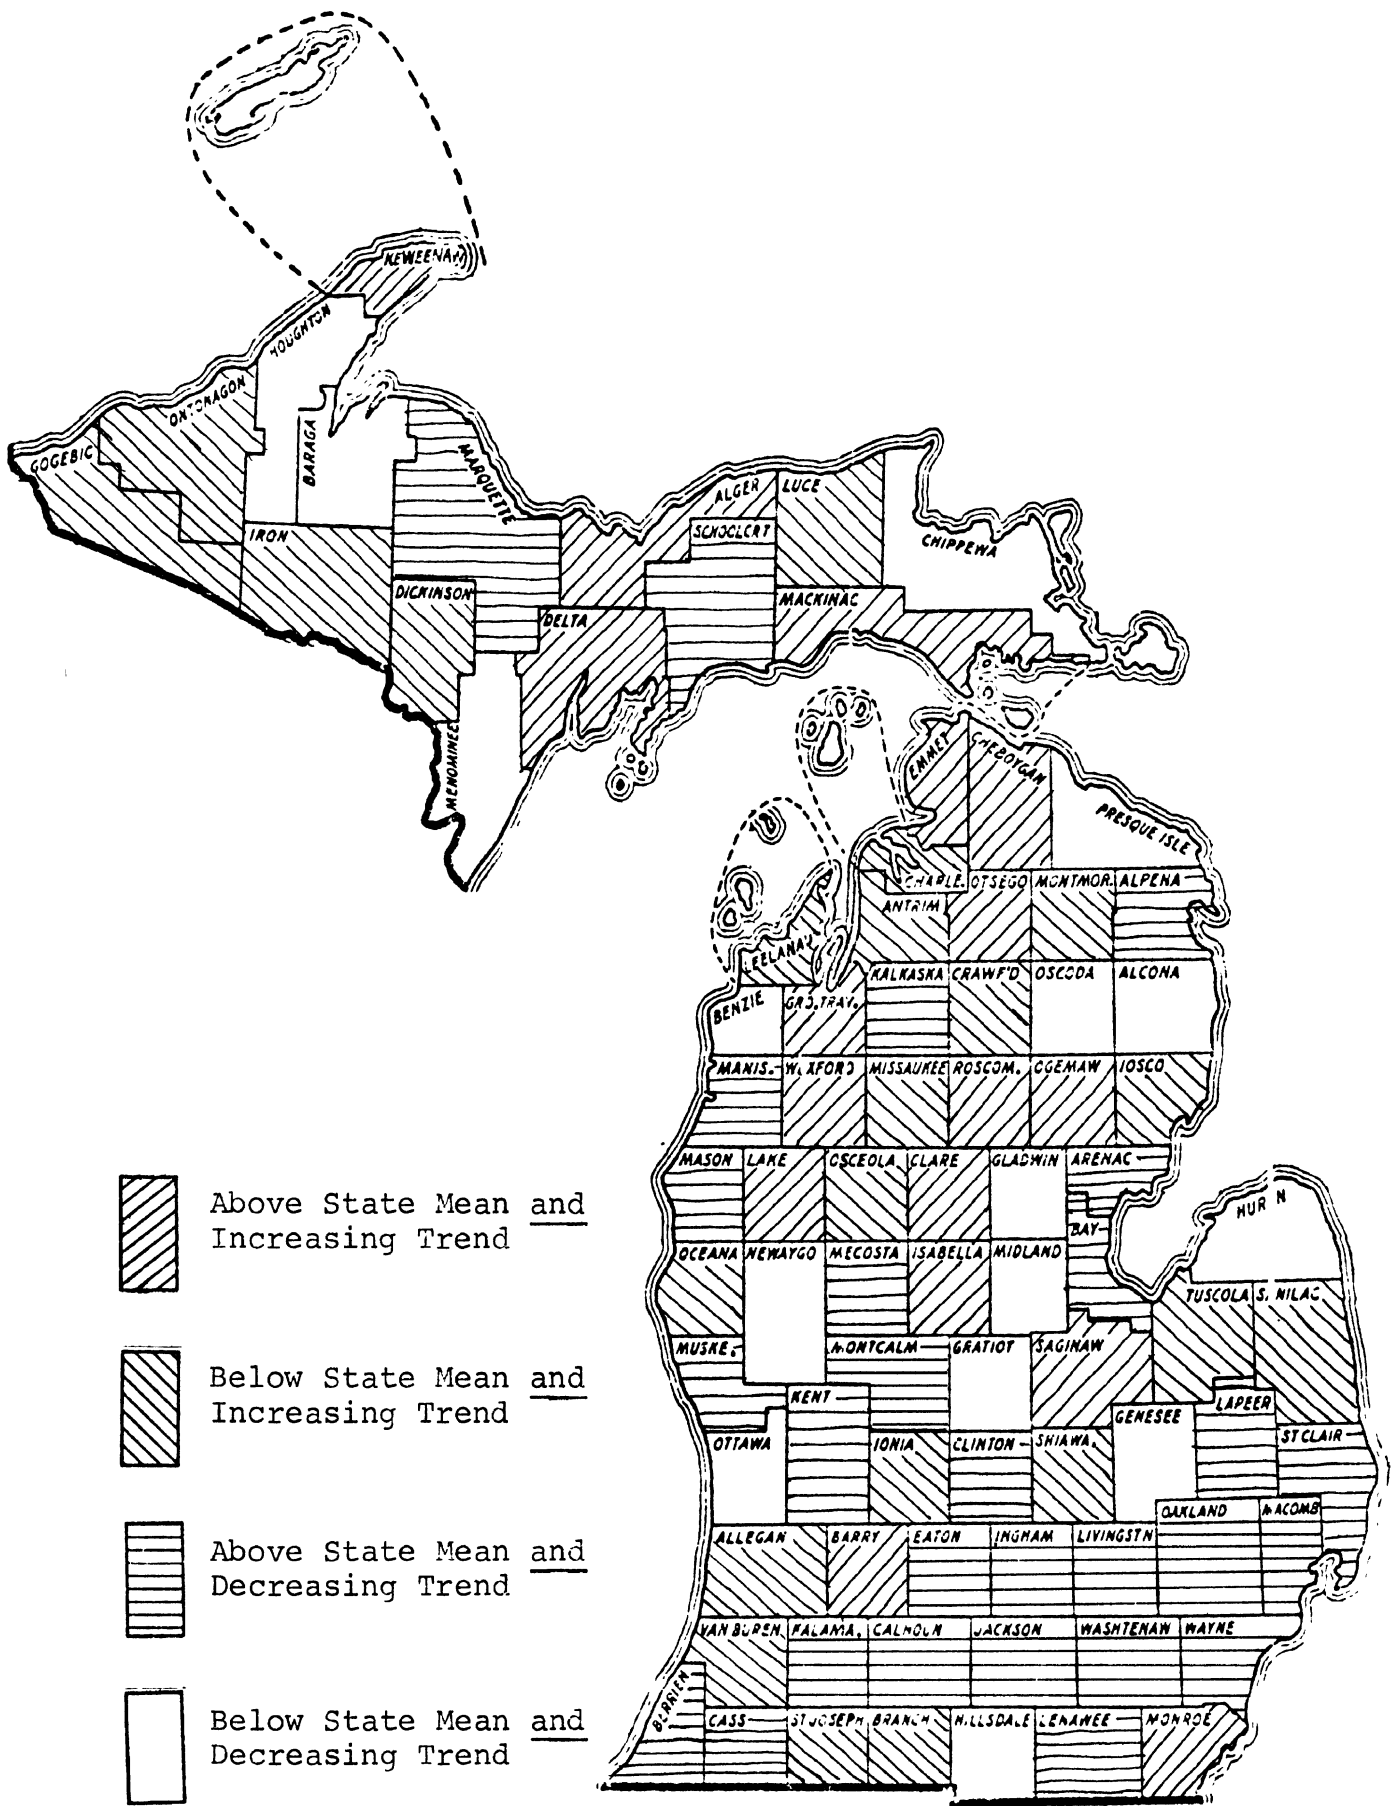 KEWEENAW
HOUGHTON
ONTONAGON
GOGEBIC
BARAGA
MARQUETTE
IRON
DICKINSON
MENOMINEE
DELTA
ALGER
SCHOOLCRT
LUCE
MACKINAC
CHIPPEWA
EMMET
CHEBOYGAN
PRESQUE ISLE
CHARLE. OTSEGO MONTMOR. ALPENA
ANTRIM
LEELANAU
KALKASKA CRAWF'D OSCODA ALCONA
BENZIE GRD. TRAV.
MANIS. WEXFORD MISSAUKEE ROSCOM. OGEMAW IOSCO
MASON LAKE OSCEOLA CLARE GLADWIN ARENAC
HUR N
BAY
OCEANA NEWAYGO MECOSTA ISABELLA MIDLAND
TUSCOLA S. NILAC
MUSKE. MONTCALM GRATIOT SAGINAW
KENT LAPEER
GENESEE
OTTAWA IONIA CLINTON SHIAWA. ST CLAIR
OAKLAND MACOMB
ALLEGAN BARRY EATON INGHAM LIVINGSTN
VAN BUREN KALAMA. CALHOUN JACKSON WASHTENAW WAYNE
BERRIEN
CASS ST JOSEPH BRANCH HILLSDALE LENAWEE MONROE
Above State Mean and
Increasing Trend
Below State Mean and
Increasing Trend
Above State Mean and
Decreasing Trend
Below State Mean and
Decreasing Trend